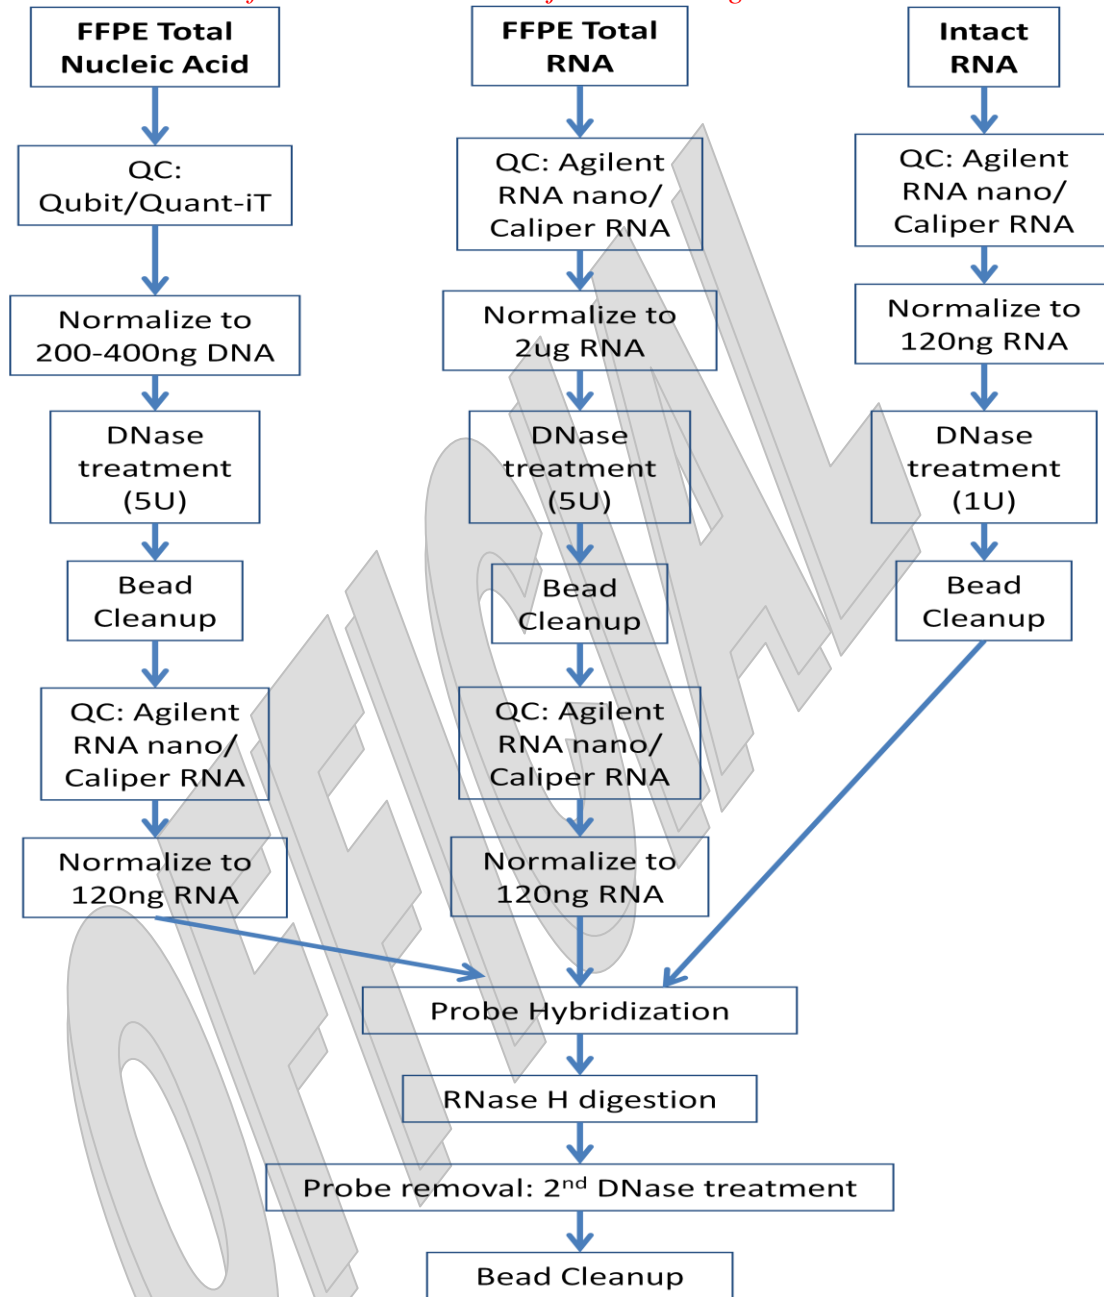 FFPE Total
Nucleic Acid
QC:
Qubit/Quant-iT
Normalize to
200-400ng DNA
DNase
treatment
(5U)
Bead
Cleanup
QC: Agilent
RNA nano/
Caliper RNA
Normalize to
120ng RNA
FFPE Total
RNA
QC: Agilent
RNA nano/
Caliper RNA
Normalize to
2ug RNA
DNase
treatment
(5U)
Bead
Cleanup
QC: Agilent
RNA nano/
Caliper RNA
Normalize to
120ng RNA
Intact
RNA
QC: Agilent
RNA nano/
Caliper RNA
Normalize to
120ng RNA
DNase
treatment
(1U)
Bead
Cleanup
Probe Hybridization
RNase H digestion
Probe removal: 2nd DNase treatment
Bead Cleanup
OFFICIAL